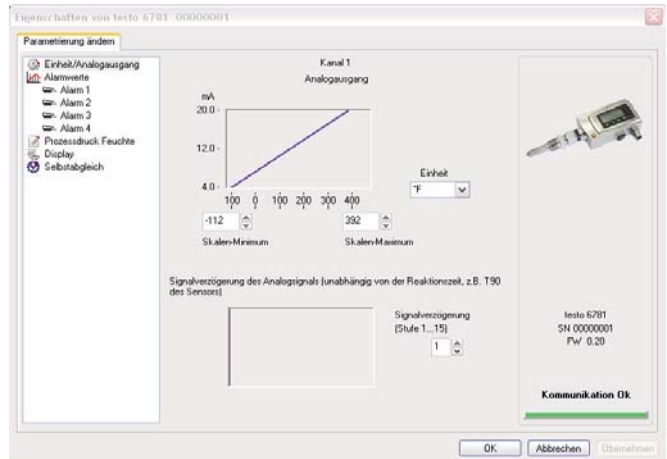 Eigenschaften von testo 6781 00000001
Parametrierung ändern
Einheit/Analogausgang
Alarmwerte
Alarm 1
Alarm 2
Alarm 3
Alarm 4
Prozessdruck Feuchte
Display
Selbstabgleich
Kanal 1
Analogausgang
mA
20.0
12.0
4.0
100 0 100 200 300 400
Einheit
°F
-112
392
Skalen-Minimum
Skalen-Maximum
Signalverzögerung des Analogsignals (unabhängig von der Reaktionszeit, z.B. T90
des Sensors)
Signalverzögerung
(Stufe 1...15)
1
testo 6781
SN 00000001
FW 0.20
Kommunikation Ok
OK
Abbrechen
Übernehmen